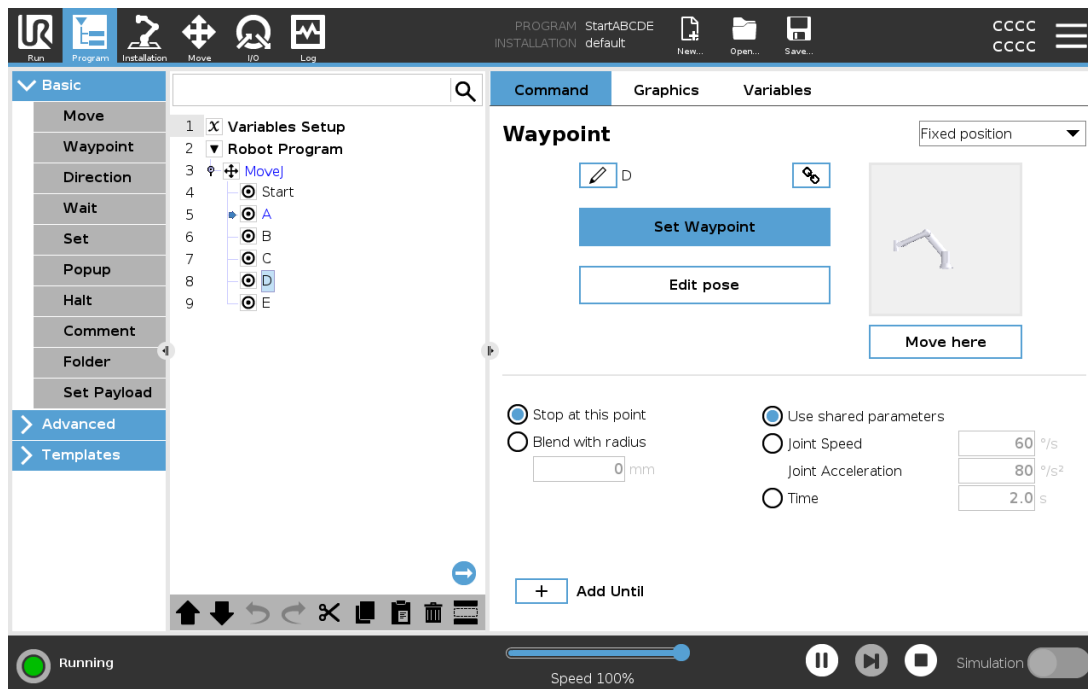 PROGRAM StartABCDE
INSTALLATION default
CCCC
CCCC
Run Program Installation Move I/O Log New... Open... Save...
Basic
Move
Waypoint
Direction
Wait
Set
Popup
Halt
Comment
Folder
Set Payload
Advanced
Templates
1 X Variables Setup
2 Robot Program
3 MoveJ
4 Start
5 A
6 B
7 C
8 D
9 E
Command Graphics Variables
Waypoint
Fixed position
D
Set Waypoint
Edit pose
Move here
Stop at this point
Blend with radius
0 mm
Use shared parameters
Joint Speed 60 °/s
Joint Acceleration 80 °/s²
Time 2.0 s
+ Add Until
Running
Speed 100%
Simulation